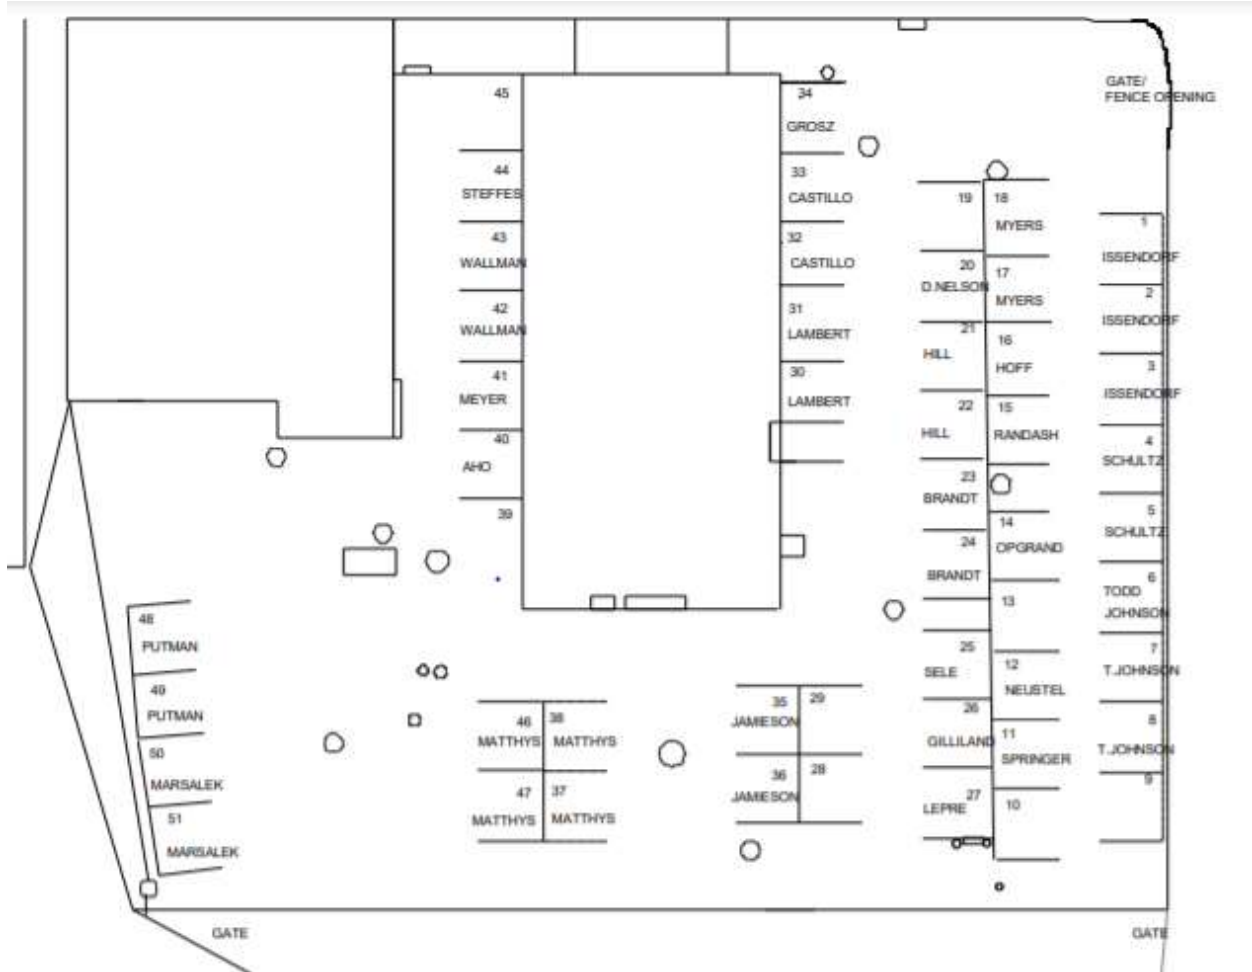 GATE/
FENCE OPENING
45
44
STEFFES
43
WALLMAN
42
WALLMAN
41
MEYER
40
AHO
39
34
GROSZ
33
CASTILLO
32
CASTILLO
31
LAMBERT
30
LAMBERT
19
20
D.NELSON
21
HILL
22
HILL
23
BRANDT
24
BRANDT
25
SELE
26
GILLILAND
27
LEPRE
18
MYERS
17
MYERS
16
HOFF
15
RANDASH
14
OPGRAND
13
12
NEUSTEL
11
SPRINGER
10
1
ISSENDORF
2
ISSENDORF
3
ISSENDORF
4
SCHULTZ
5
SCHULTZ
6
TODD
JOHNSON
7
T.JOHNSON
8
T.JOHNSON
9
48
PUTMAN
49
PUTMAN
50
MARSALEK
51
MARSALEK
46
MATTHYS
38
MATTHYS
47
MATTHYS
37
MATTHYS
35
JAMIESON
29
36
JAMIESON
28
GATE
GATE